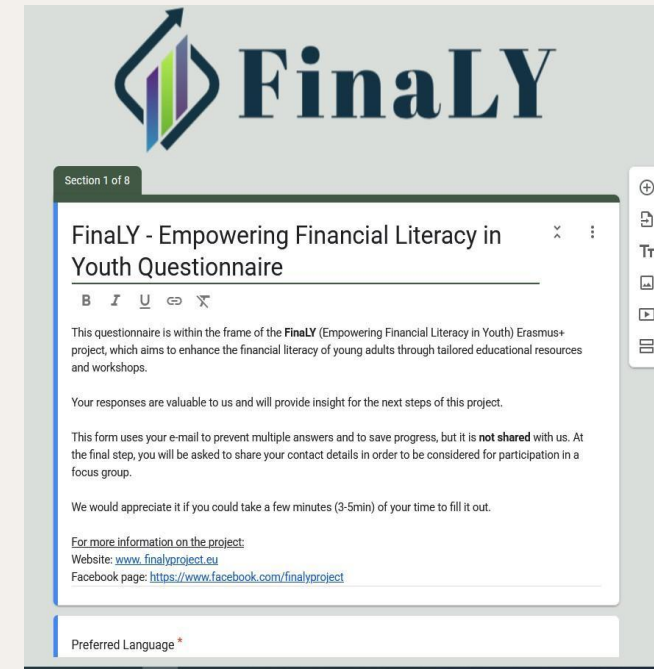 FinaLY
Section 1 of 8
FinaLY - Empowering Financial Literacy in
Youth Questionnaire
B I U
This questionnaire is within the frame of the FinaLY (Empowering Financial Literacy in Youth) Erasmus+
project, which aims to enhance the financial literacy of young adults through tailored educational resources
and workshops.
Your responses are valuable to us and will provide insight for the next steps of this project.
This form uses your e-mail to prevent multiple answers and to save progress, but it is not shared with us. At
the final step, you will be asked to share your contact details in order to be considered for participation in a
focus group.
We would appreciate it if you could take a few minutes (3-5min) of your time to fill it out.
For more information on the project:
Website: www. finalyproject.eu
Facebook page: https://www.facebook.com/finalyproject
Preferred Language *